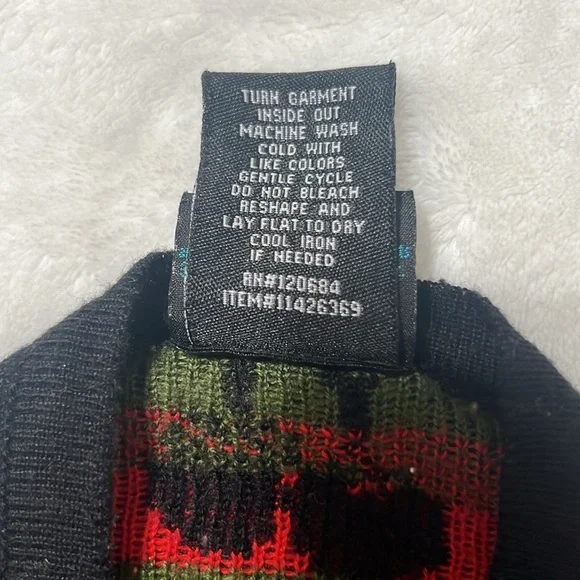 TURN GARMENT
INSIDE OUT
MACHINE WASH
COLD WITH
LIKE COLORS
GENTLE CYCLE
DO NOT BLEACH
RESHAPE AND
LAY FLAT TO DRY
COOL IRON
IF NEEDED
RN#120684
ITEM#11426369